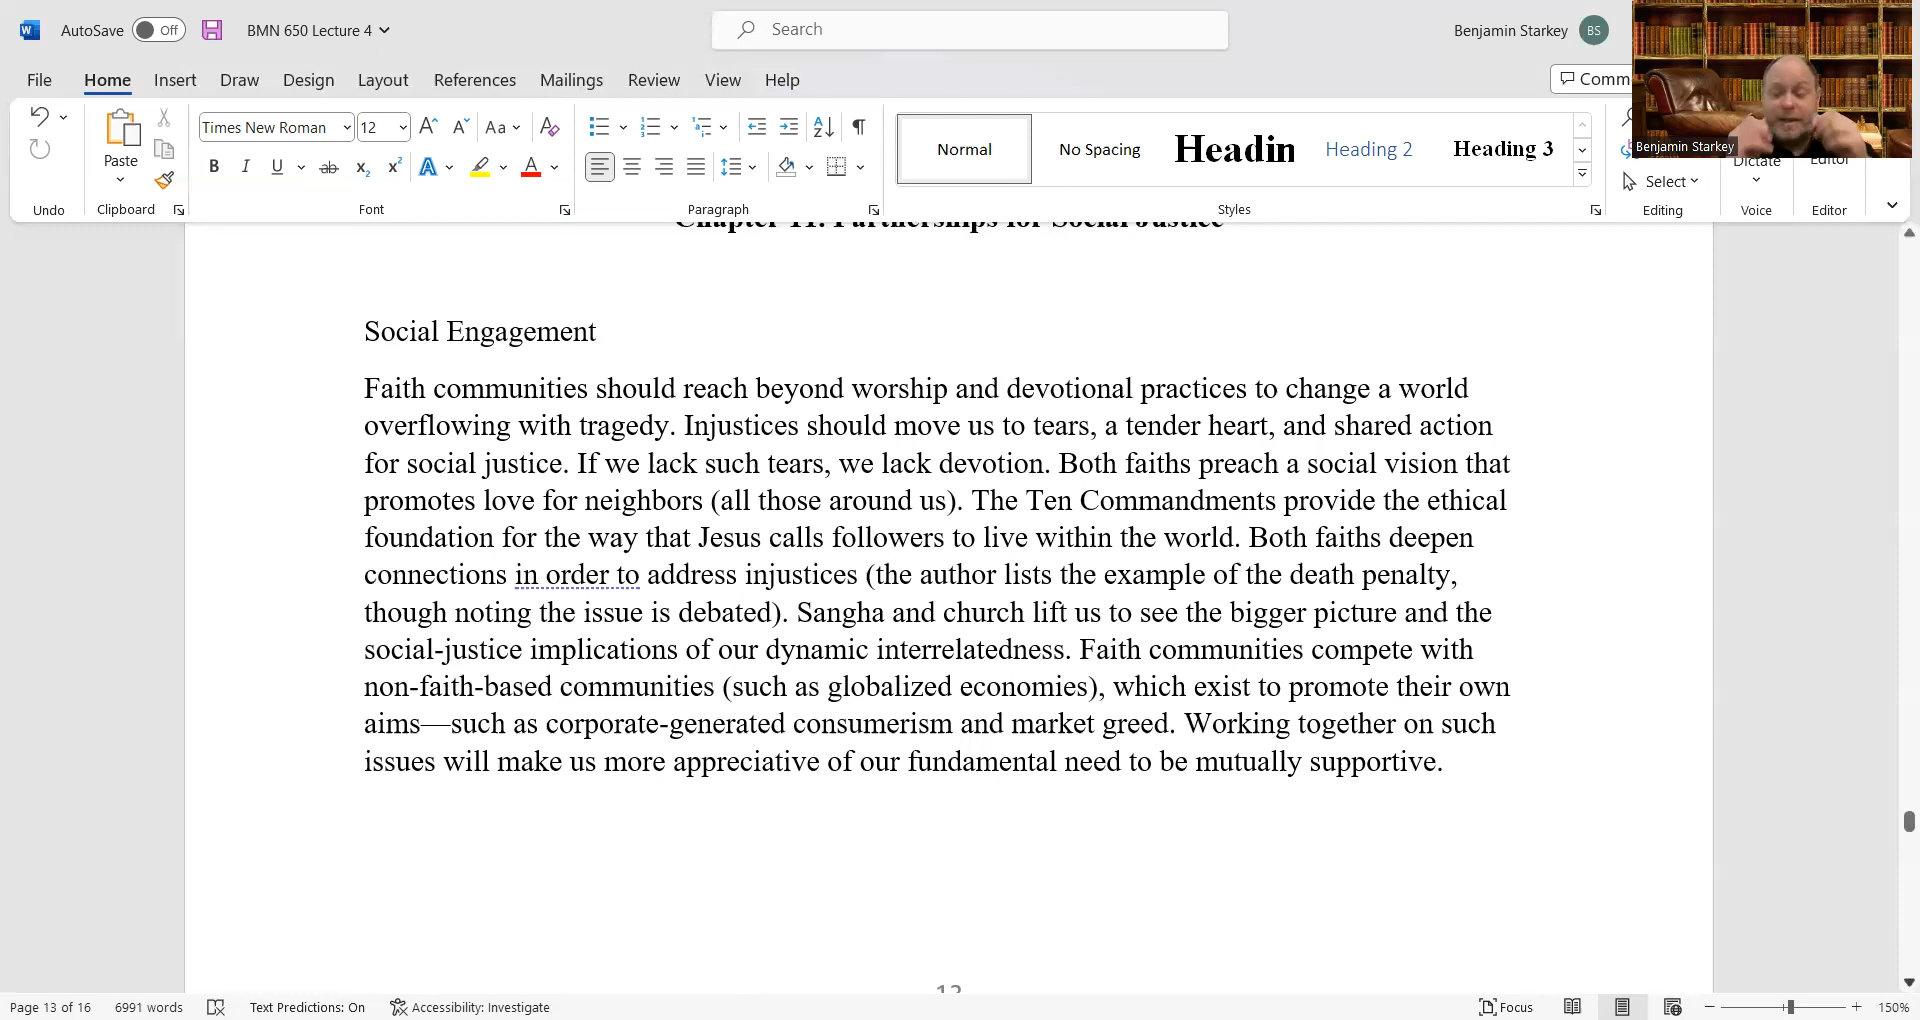 AutoSave Off BMN 650 Lecture 4 Search Benjamin Starkey BS
File Home Insert Draw Design Layout References Mailings Review View Help Comm
Times New Roman 12 Aa
Normal No Spacing Headin Heading 2 Heading 3
Benjamin Starkey
Paste Dictate Editor
Select
Undo Clipboard Font Paragraph Styles Editing Voice Editor
Chapter 11: Partnerships for Social Justice
Social Engagement
Faith communities should reach beyond worship and devotional practices to change a world
overflowing with tragedy. Injustices should move us to tears, a tender heart, and shared action
for social justice. If we lack such tears, we lack devotion. Both faiths preach a social vision that
promotes love for neighbors (all those around us). The Ten Commandments provide the ethical
foundation for the way that Jesus calls followers to live within the world. Both faiths deepen
connections in order to address injustices (the author lists the example of the death penalty,
though noting the issue is debated). Sangha and church lift us to see the bigger picture and the
social-justice implications of our dynamic interrelatedness. Faith communities compete with
non-faith-based communities (such as globalized economies), which exist to promote their own
aims—such as corporate-generated consumerism and market greed. Working together on such
issues will make us more appreciative of our fundamental need to be mutually supportive.
13
Page 13 of 16 6991 words Text Predictions: On Accessibility: Investigate Focus 150%